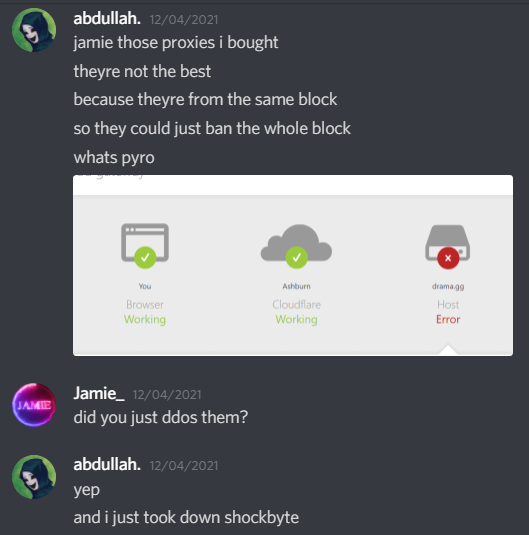 abdullah. 12/04/2021
jamie those proxies i bought
theyre not the best
because theyre from the same block
so they could just ban the whole block
whats pyro
You
Ashburn
drama.gg
Browser
Cloudflare
Host
Working
Working
Error
Jamie_ 12/04/2021
JAMIE
did you just ddos them?
abdullah. 12/04/2021
yep
and i just took down shockbyte